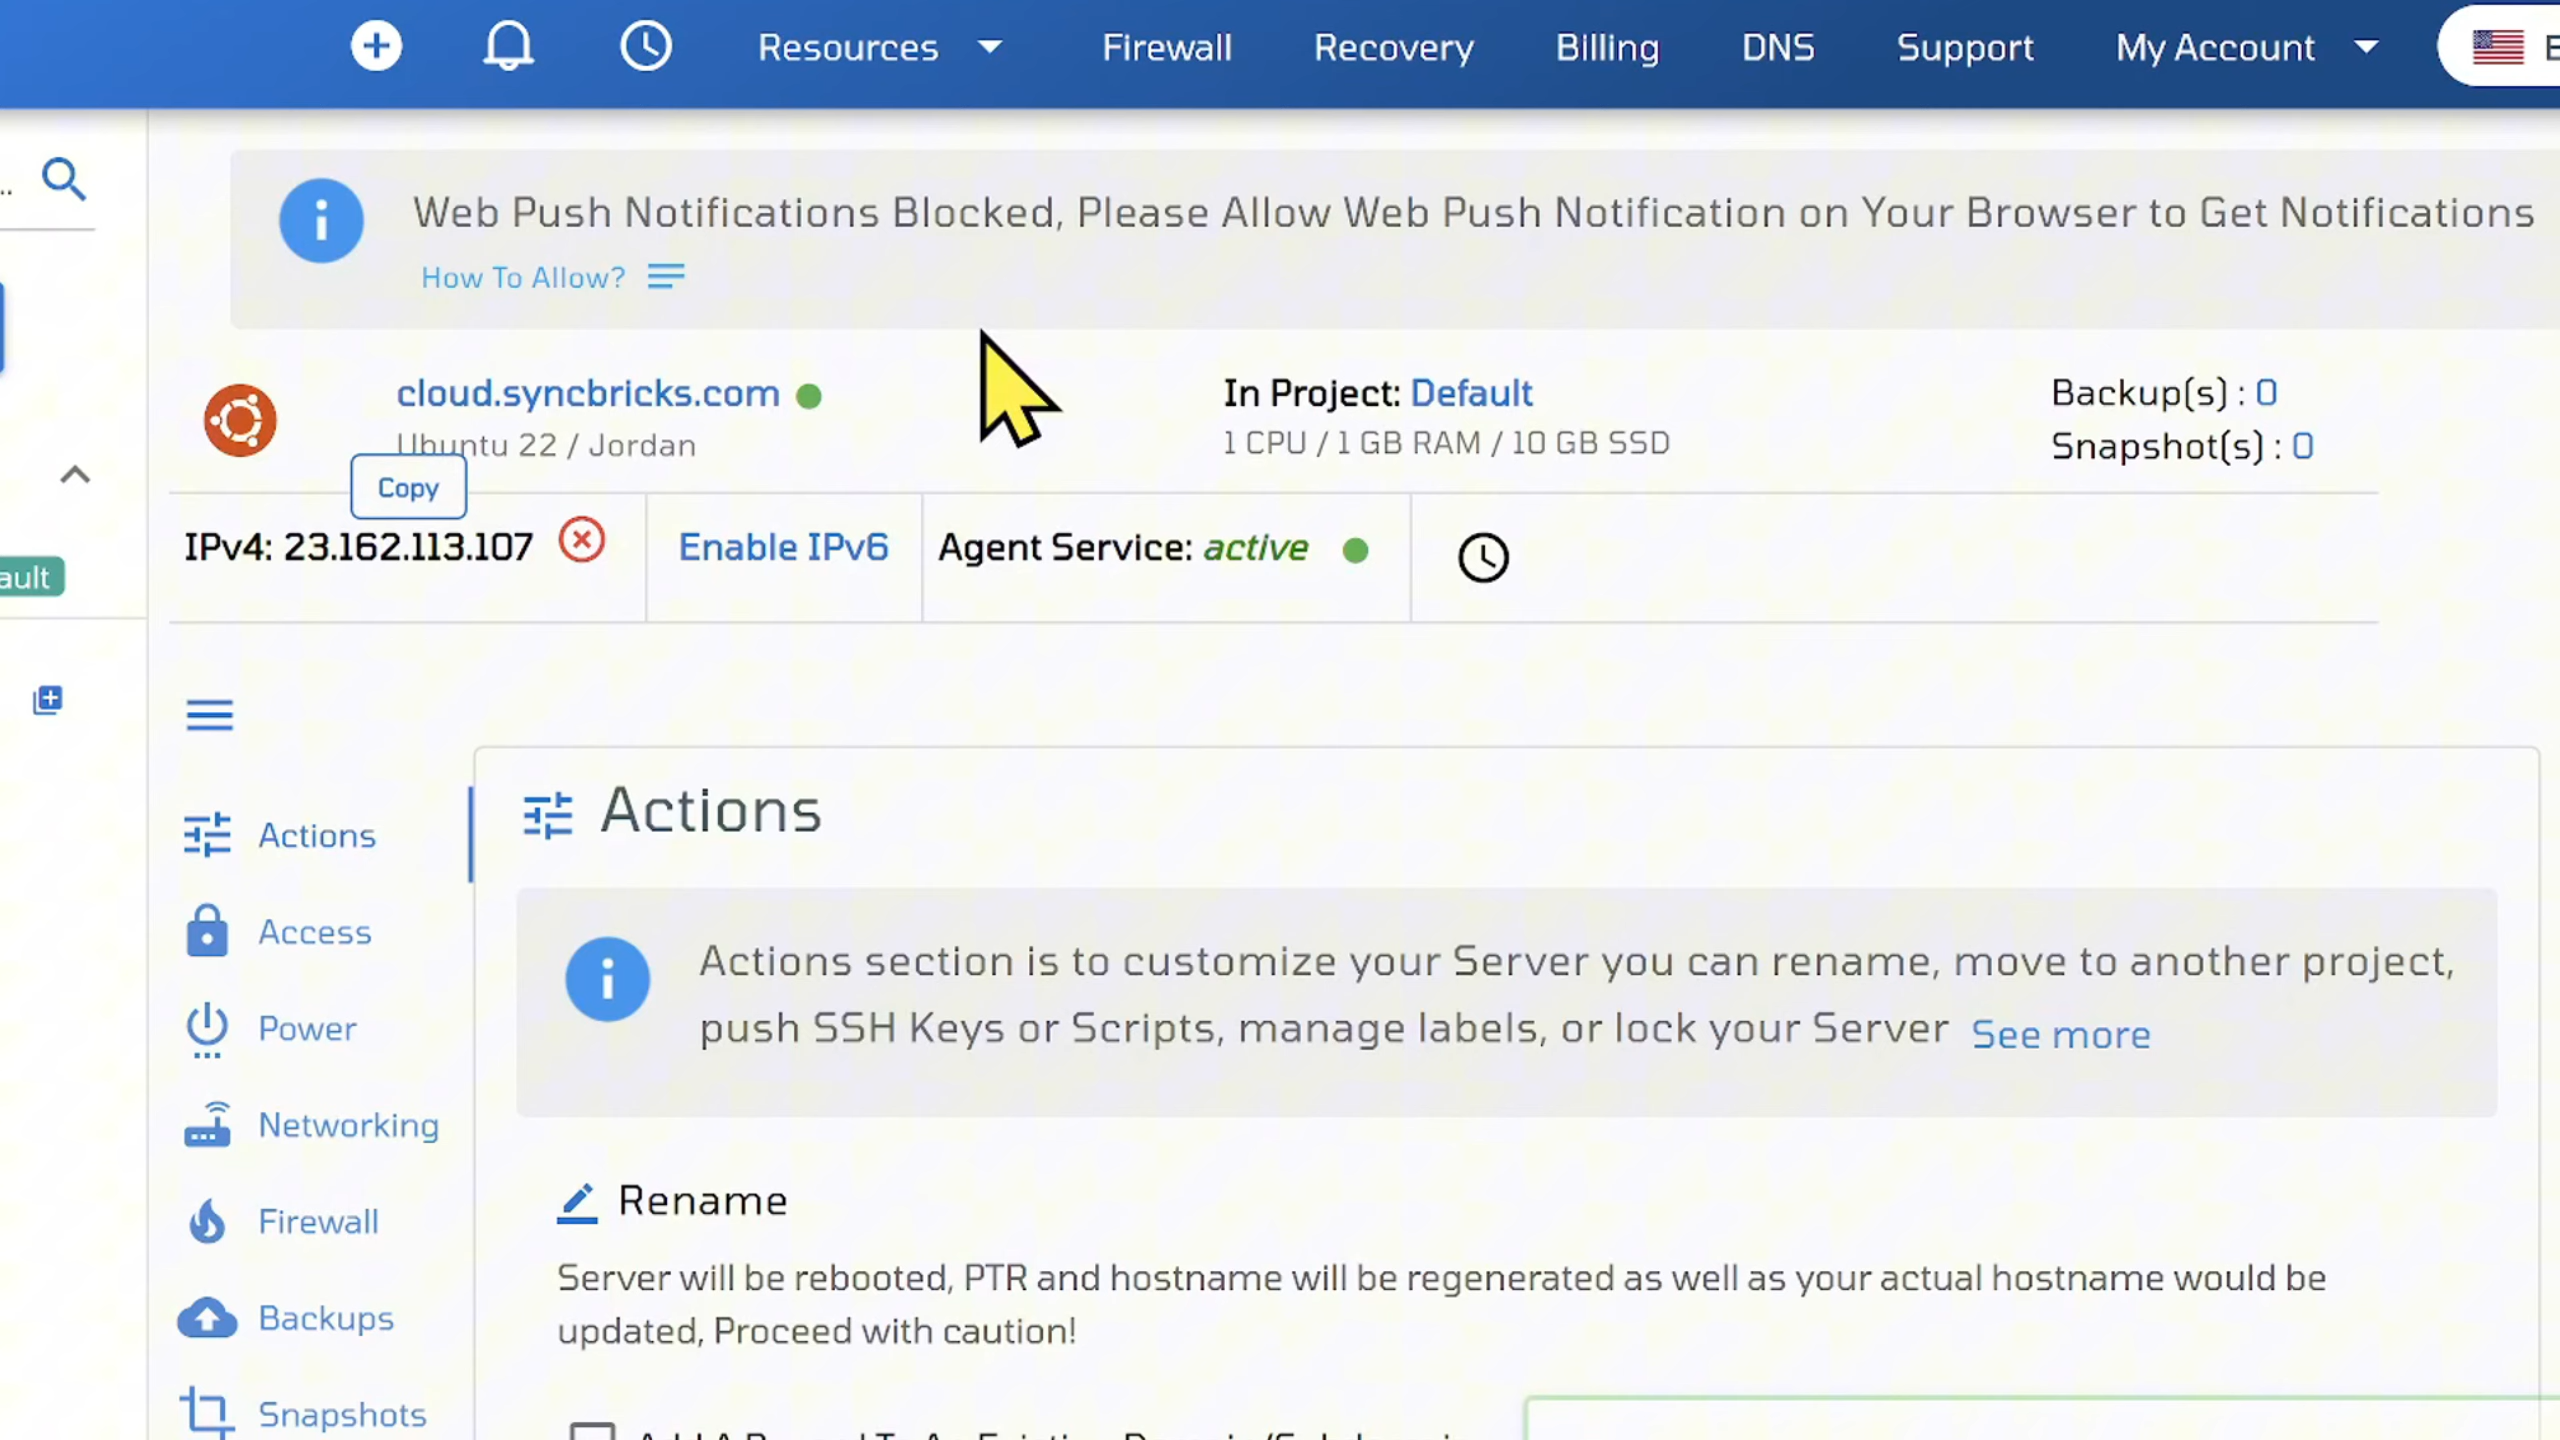 Resources Firewall Recovery Billing DNS Support My Account
Web Push Notifications Blocked, Please Allow Web Push Notification on Your Browser to Get Notifications
How To Allow?
cloud.syncbricks.com In Project: Default Backup(s) : 0
Ubuntu 22 / Jordan 1 CPU / 1 GB RAM / 10 GB SSD Snapshot(s) : 0
Copy
IPv4: 23.162.113.107 Enable IPv6 Agent Service: active
ault
Actions
Access
Power
Networking
Firewall
Backups
Snapshots
Actions
Actions section is to customize your Server you can rename, move to another project,
push SSH Keys or Scripts, manage labels, or lock your Server See more
Rename
Server will be rebooted, PTR and hostname will be regenerated as well as your actual hostname would be
updated, Proceed with caution!